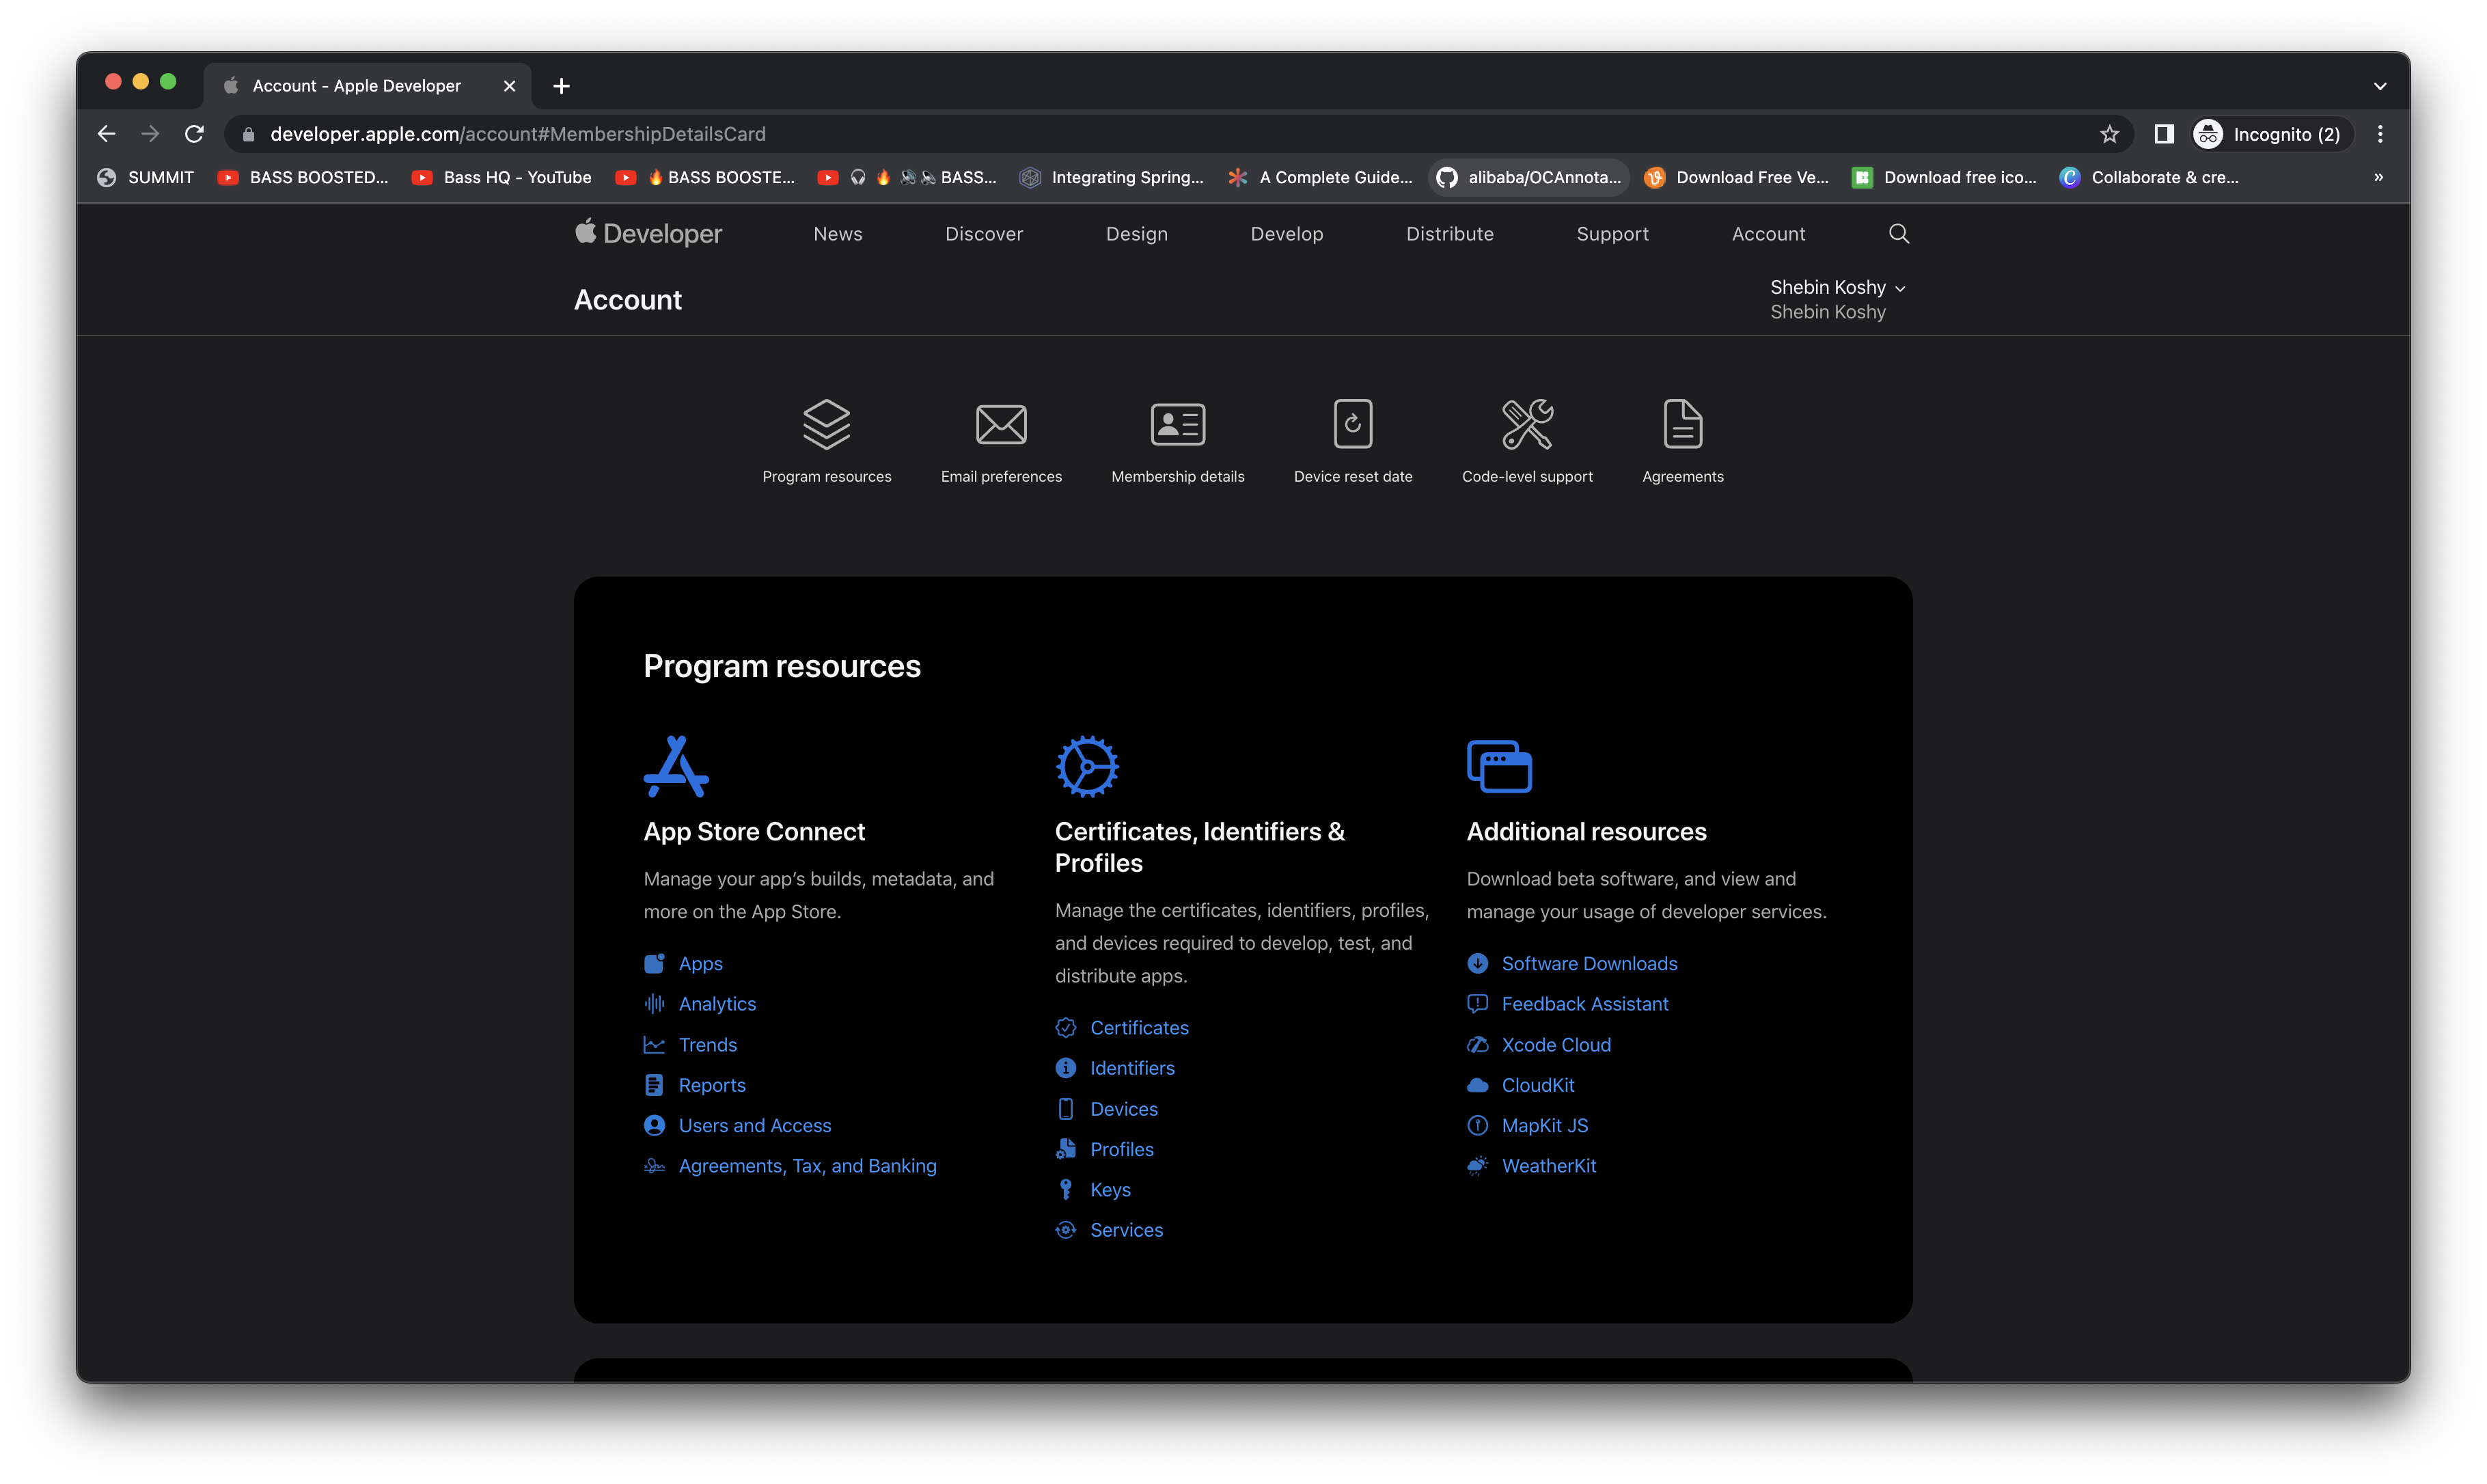 Account - Apple Developer
developer.apple.com/account#MembershipDetailsCard
Incognito (2)
SUMMIT
BASS BOOSTED...
Bass HQ - YouTube
🔥 BASS BOOSTE...
🎧 🔥 🔊🔊 BASS...
Integrating Spring...
A Complete Guide...
alibaba/OCAnnota...
Download Free Ve...
Download free ico...
Collaborate & cre...
»
Developer
News
Discover
Design
Develop
Distribute
Support
Account
Account
Shebin Koshy
Shebin Koshy
Program resources
Email preferences
Membership details
Device reset date
Code-level support
Agreements
Program resources
App Store Connect
Manage your app’s builds, metadata, and
more on the App Store.
Apps
Analytics
Trends
Reports
Users and Access
Agreements, Tax, and Banking
Certificates, Identifiers &
Profiles
Manage the certificates, identifiers, profiles,
and devices required to develop, test, and
distribute apps.
Certificates
Identifiers
Devices
Profiles
Keys
Services
Additional resources
Download beta software, and view and
manage your usage of developer services.
Software Downloads
Feedback Assistant
Xcode Cloud
CloudKit
MapKit JS
WeatherKit